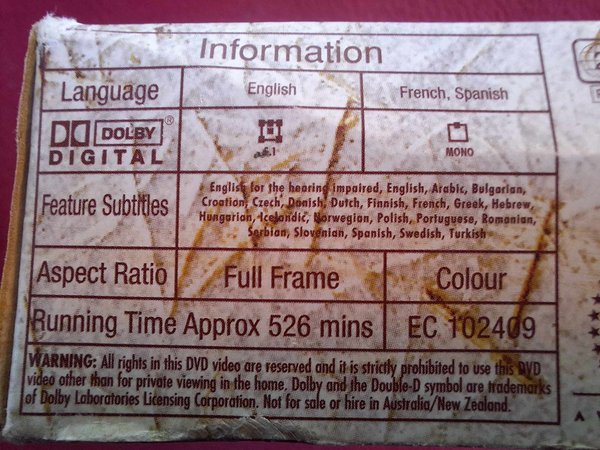 Information
Language English French, Spanish
DOLBY ®
DIGITAL MONO
Feature Subtitles
English for the hearing impaired, English, Arabic, Bulgarian,
Croatian, Czech, Danish, Dutch, Finnish, French, Greek, Hebrew,
Hungarian, Icelandic, Norwegian, Polish, Portuguese, Romanian,
Serbian, Slovenian, Spanish, Swedish, Turkish
Aspect Ratio Full Frame Colour
Running Time Approx 526 mins EC 102409
WARNING: All rights in this DVD video are reserved and it is strictly prohibited to use this DVD
video other than for private viewing in the home. Dolby and the Double-D symbol are trademarks
of Dolby Laboratories Licensing Corporation. Not for sale or hire in Australia/New Zealand.